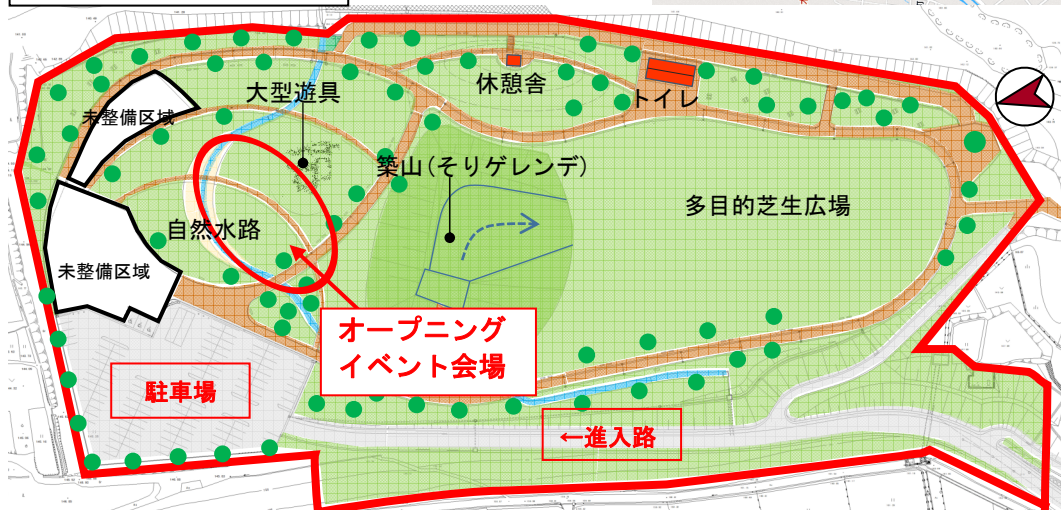 大型遊具
休憩舎
トイレ
未整備区域
築山(そりゲレンデ)
多目的芝生広場
自然水路
未整備区域
オープニング
イベント会場
駐車場
←進入路